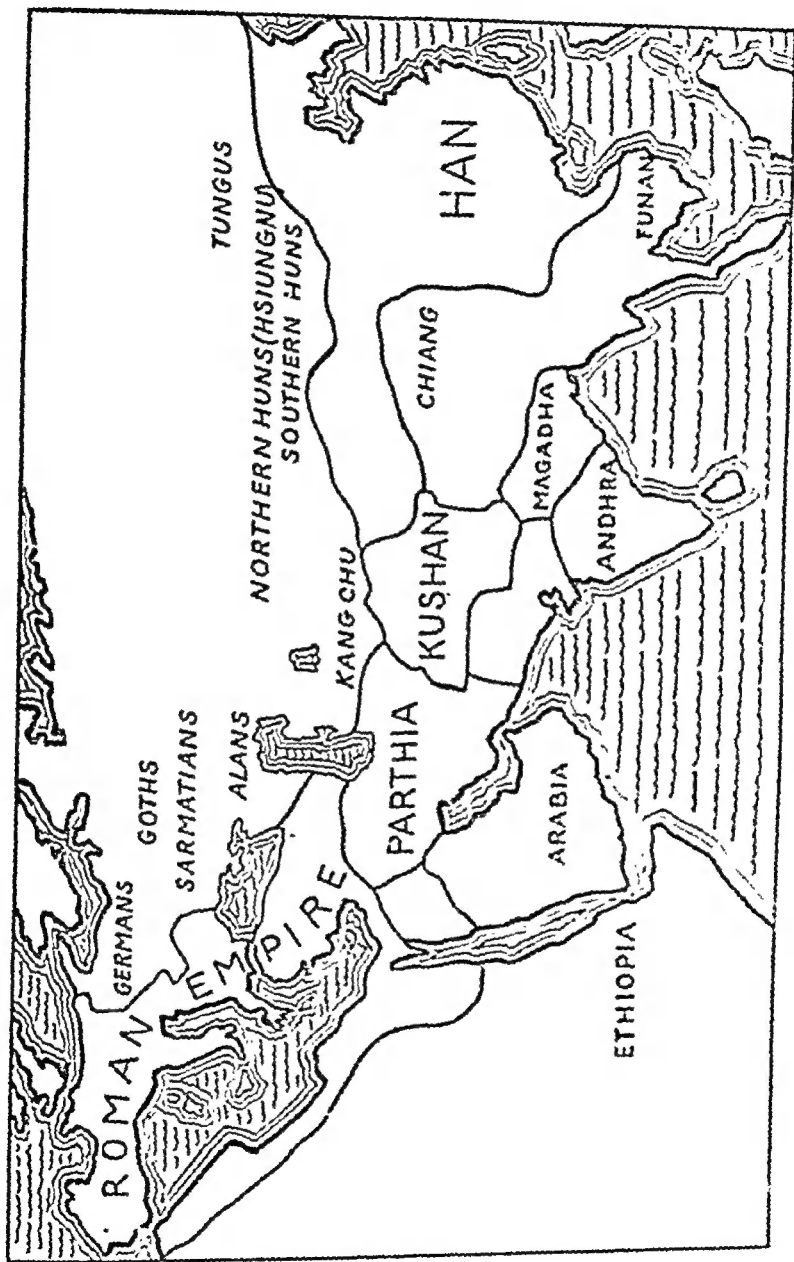 TUNGUS
NORTHERN HUNS(HSIUNGNU)
SOUTHERN HUNS
GOTHS
SARMATIANS
ALANS
KANG CHU
GERMANS
ROMAN EMPIRE
HAN
CHIANG
KUSHAN
PARTHIA
MAGADHA
ANDHRA
FUNAN
ARABIA
ETHIOPIA